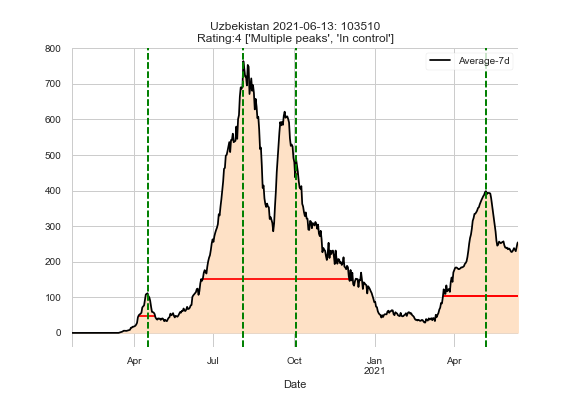 Uzbekistan 2021-06-13: 103510
Rating:4 ['Multiple peaks', 'In control']
Average-7d
800
700
600
500
400
300
200
100
0
Apr
Jul
Oct
Jan
2021
Apr
Date